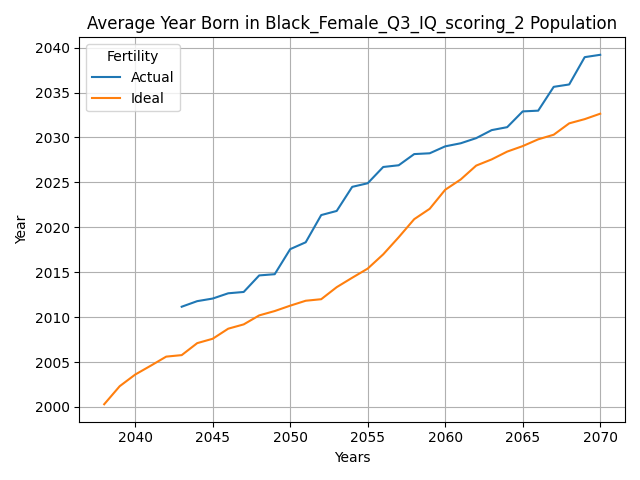 Average Year Born in Black_Female_Q3_IQ_scoring_2 Population
Fertility
Actual
Ideal
Year
2040
2035
2030
2025
2020
2015
2010
2005
2000
2040 2045 2050 2055 2060 2065 2070
Years